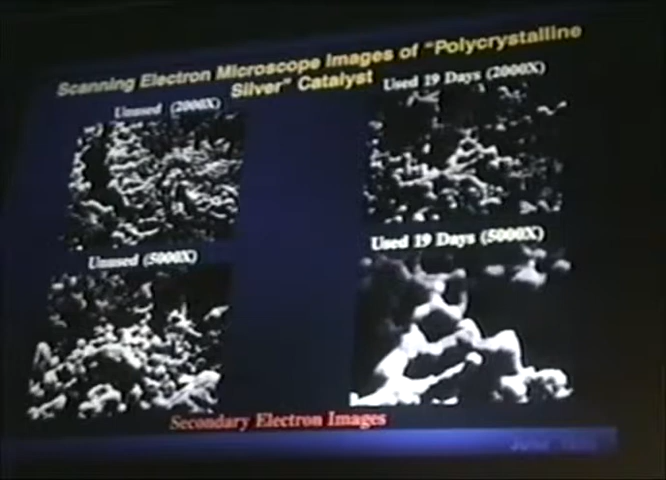 Scanning Electron Microscope Images of "Polycrystalline
Silver" Catalyst
Unused (2000X)
Used 19 Days (2000X)
Unused (5000X)
Used 19 Days (5000X)
Secondary Electron Images